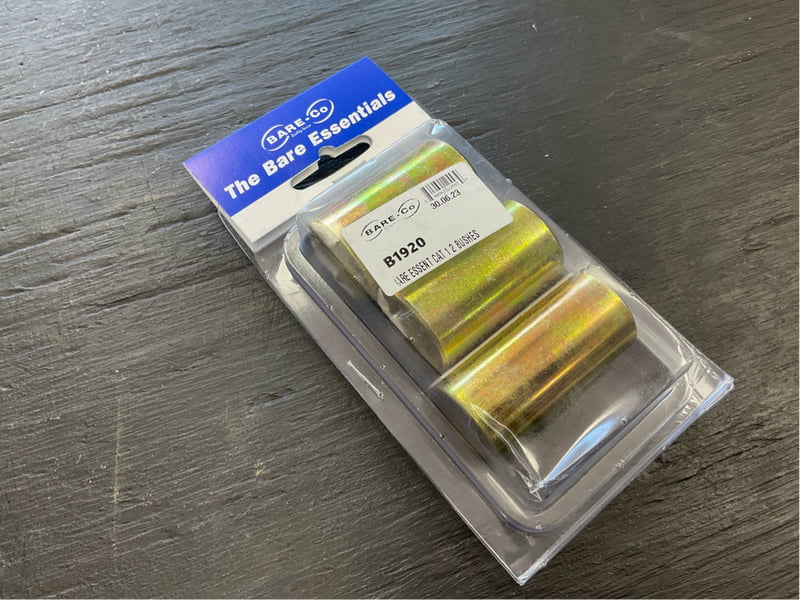 BARE-Co
The Bare Essentials
30.06.23
BARE-Co
B1920
ARE ESSENT CAT 1 2 BUSHES